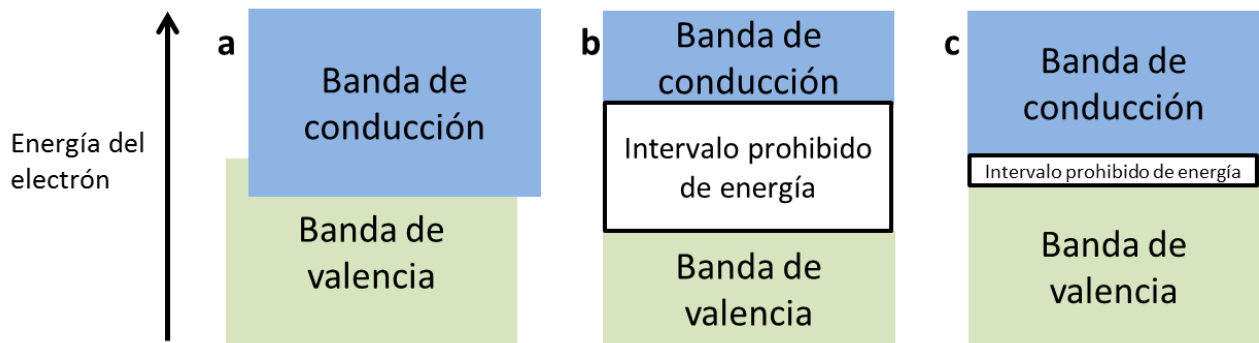 Energía del
electrón
a
Banda de
conducción
Banda de
valencia
b
Banda de
conducción
Intervalo prohibido
de energía
Banda de
valencia
c
Banda de
conducción
Intervalo prohibido de energía
Banda de
valencia